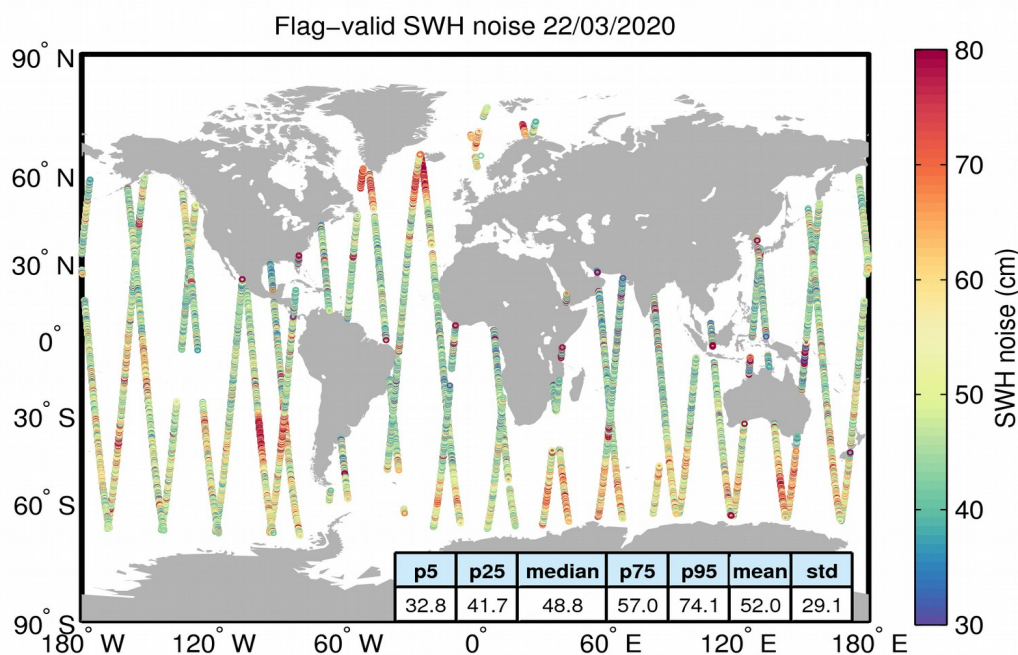 Flag−valid SWH noise 22/03/2020
90° N
60° N
30° N
0°
30° S
60° S
90° S
180° W
120° W
60° W
0°
60° E
120° E
180° E
80
70
60
50
40
30
SWH noise (cm)
p5 p25 median p75 p95 mean std
32.8 41.7 48.8 57.0 74.1 52.0 29.1